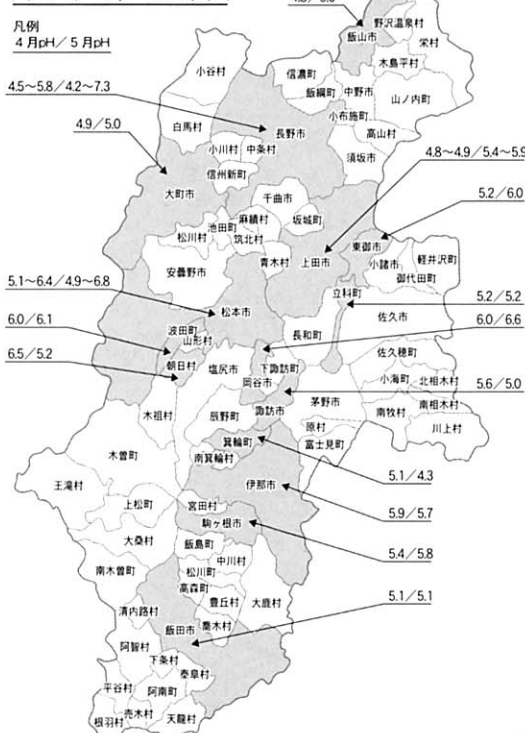 凡例
4月pH／5月pH
野沢温泉村
飯山市
栄村
木島平村
小谷村
信濃町
飯綱町
中野市
山ノ内町
4.5〜5.8／4.2〜7.3
小布施町
高山村
白馬村
長野市
小川村
中条村
須坂市
4.9／5.0
信州新町
4.8〜4.9／5.4〜5.9
大町市
千曲市
5.2／6.0
麻績村
坂城町
池田町
松川村
筑北村
東御市
軽井沢町
青木村
上田市
小諸市
御代田町
安曇野市
立科町
5.1〜6.4／4.9〜6.8
5.2／5.2
松本市
佐久市
6.0／6.1
長和町
6.0／6.6
波田町
山形村
佐久穂町
6.5／5.2
朝日村
塩尻市
下諏訪町
小海町
北相木村
岡谷市
5.6／5.0
茅野市
木祖村
諏訪市
南牧村
南相木村
辰野町
原村
川上村
箕輪町
富士見町
木曽町
南箕輪村
5.1／4.3
王滝村
伊那市
5.9／5.7
上松町
宮田村
駒ヶ根市
大桑村
飯島町
5.4／5.8
中川村
南木曽町
松川町
高森町
豊丘村
大鹿村
清内路村
5.1／5.1
飯田市
喬木村
阿智村
下条村
泰阜村
平谷村
阿南町
売木村
根羽村
天龍村